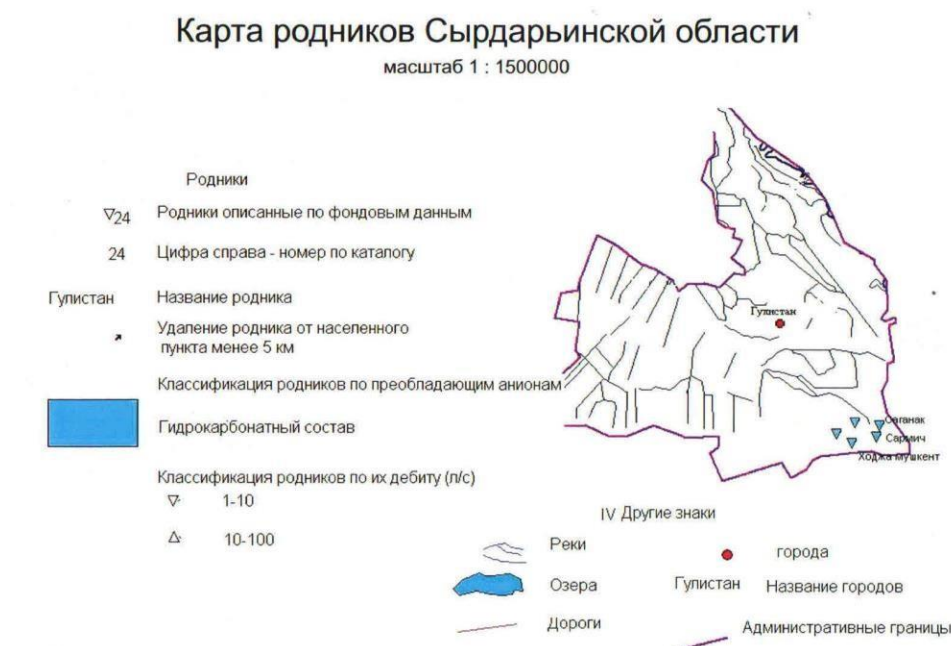 Карта родников Сырдарьинской области
масштаб 1 : 1500000
Родники
24 Родники описанные по фондовым данным
24 Цифра справа - номер по каталогу
Гулистан Название родника
Удаление родника от населенного
пункта менее 5 км
Классификация родников по преобладающим анионам
Гидрокарбонатный состав
Классификация родников по их дебиту (л/с)
1-10
10-100
Гулистан
Саганак
Сармич
Ходжа мушкент
IV Другие знаки
Реки
города
Озера
Гулистан Название городов
Дороги
Административные границы